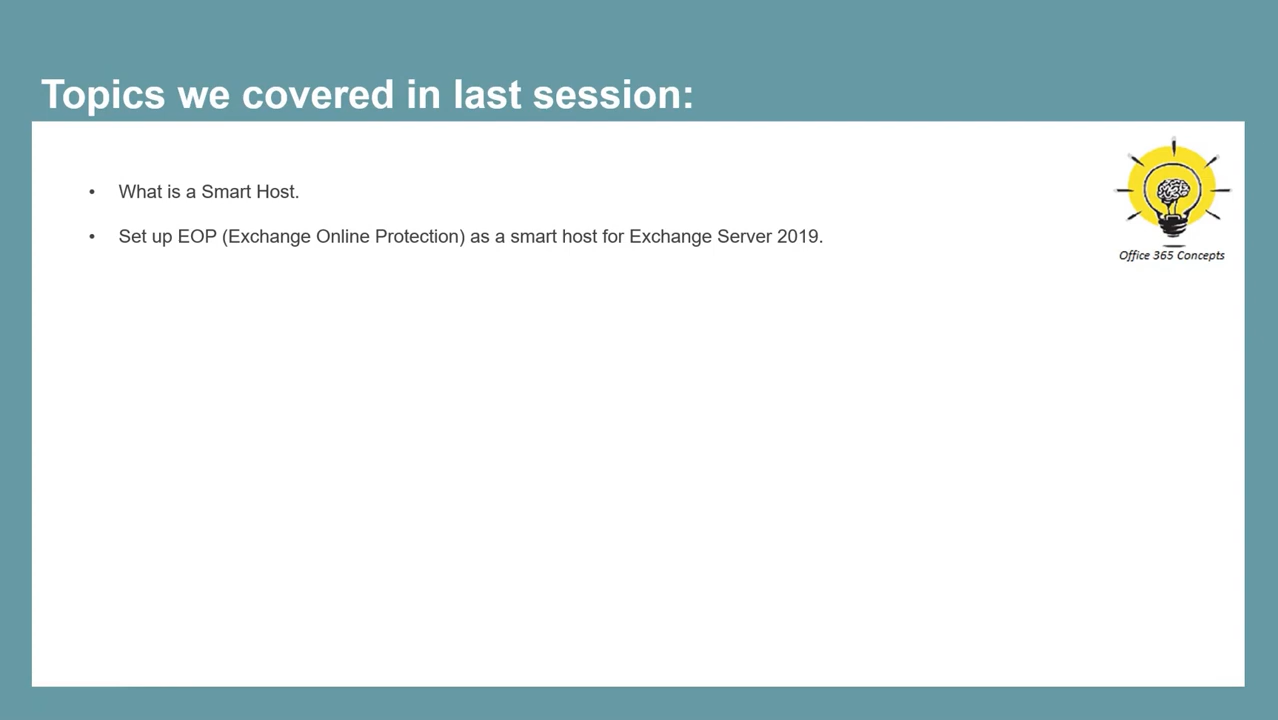 Topics we covered in last session:
• What is a Smart Host.
• Set up EOP (Exchange Online Protection) as a smart host for Exchange Server 2019.
Office 365 Concepts